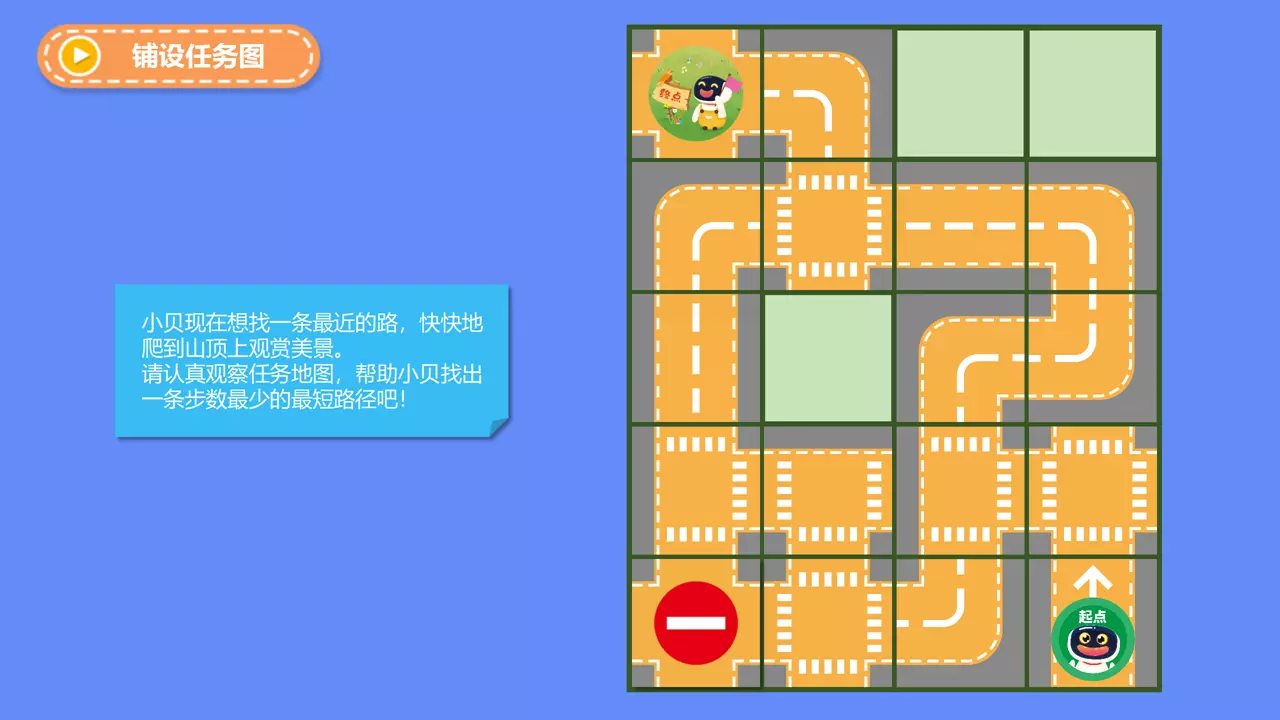 铺设任务图
终点
小贝现在想找一条最近的路，快快地
爬到山顶上观赏美景。
请认真观察任务地图，帮助小贝找出
一条步数最少的最短路径吧！
起点